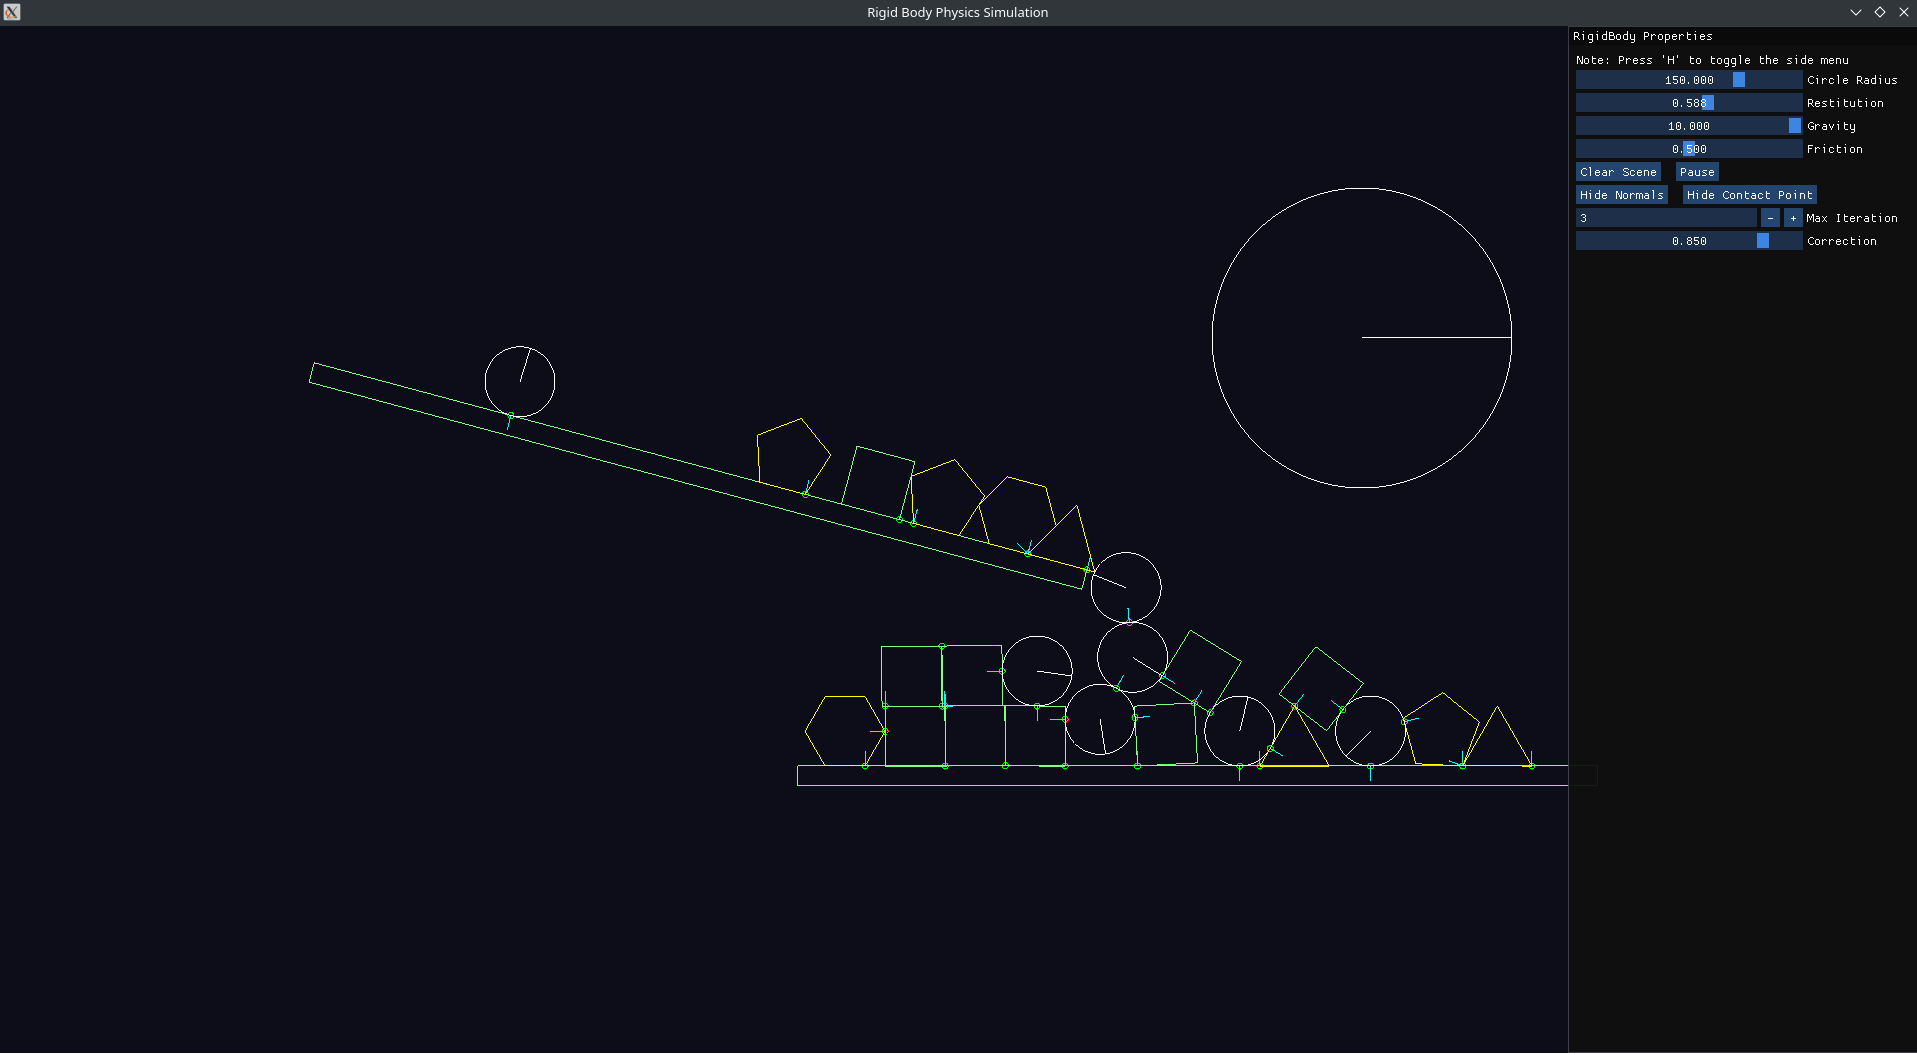 Rigid Body Physics Simulation
RigidBody Properties
Note: Press 'H' to toggle the side menu
150.000 Circle Radius
0.588 Restitution
10.000 Gravity
0.500 Friction
Clear Scene Pause
Hide Normals Hide Contact Point
3 - + Max Iteration
0.850 Correction